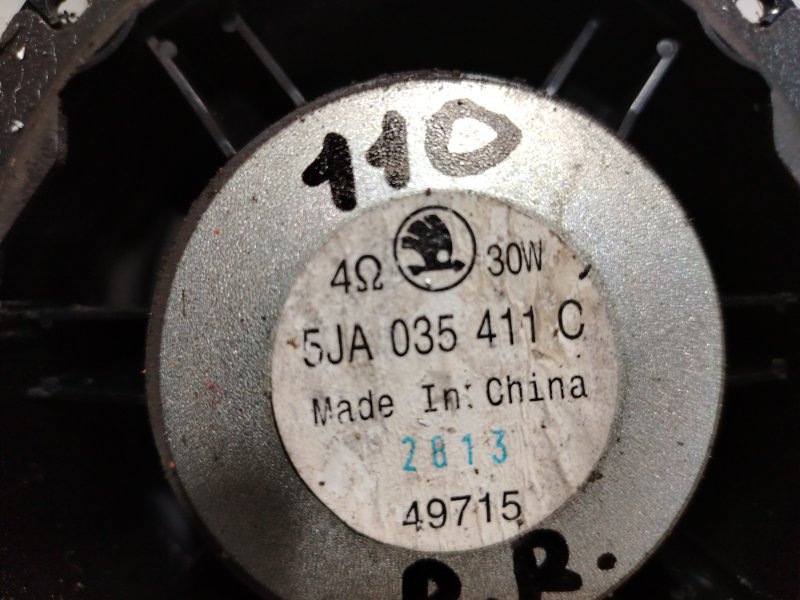 110
4Ω 30W
5JA 035 411 C
Made In: China
2813
49715
R.R.